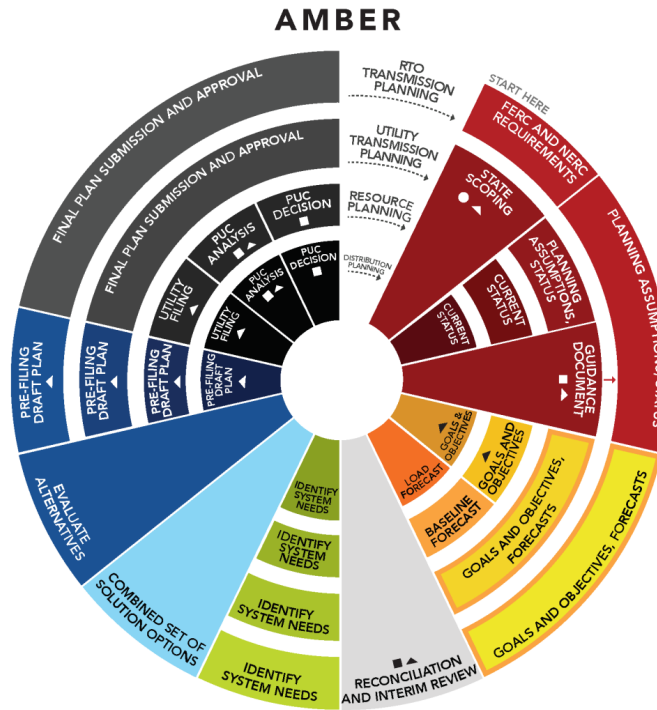 AMBER
START HERE
RTO
TRANSMISSION
PLANNING
UTILITY
TRANSMISSION
PLANNING
RESOURCE
PLANNING
DISTRIBUTION
PLANNING
FERC AND NERC
REQUIREMENTS
STATE
SCOPING
PLANNING ASSUMPTIONS,
PLANNING
ASSUMPTIONS,
STATUS
CURRENT
STATUS
CURRENT
STATUS
GUIDANCE
DOCUMENT
GOALS &
OBJECTIVES
LOAD
FORECAST
GOALS AND
OBJECTIVES
BASELINE
FORECAST
GOALS AND OBJECTIVES,
FORECASTS
GOALS AND OBJECTIVES, FORECASTS
RECONCILIATION
AND INTERIM REVIEW
IDENTIFY
SYSTEM
NEEDS
IDENTIFY
SYSTEM
NEEDS
IDENTIFY
SYSTEM NEEDS
IDENTIFY
SYSTEM NEEDS
COMBINED SET OF
SOLUTION OPTIONS
EVALUATE
ALTERNATIVES
PRE-FILING
DRAFT PLAN
PRE-FILING
DRAFT PLAN
PRE-FILING
DRAFT PLAN
PRE-FILING
DRAFT
PLAN
FINAL PLAN SUBMISSION AND APPROVAL
FINAL PLAN SUBMISSION AND APPROVAL
UTILITY
FILING
PUC
ANALYSIS
PUC
DECISION
UTILITY
FILING
PUC
ANALYSIS
PUC
DECISION